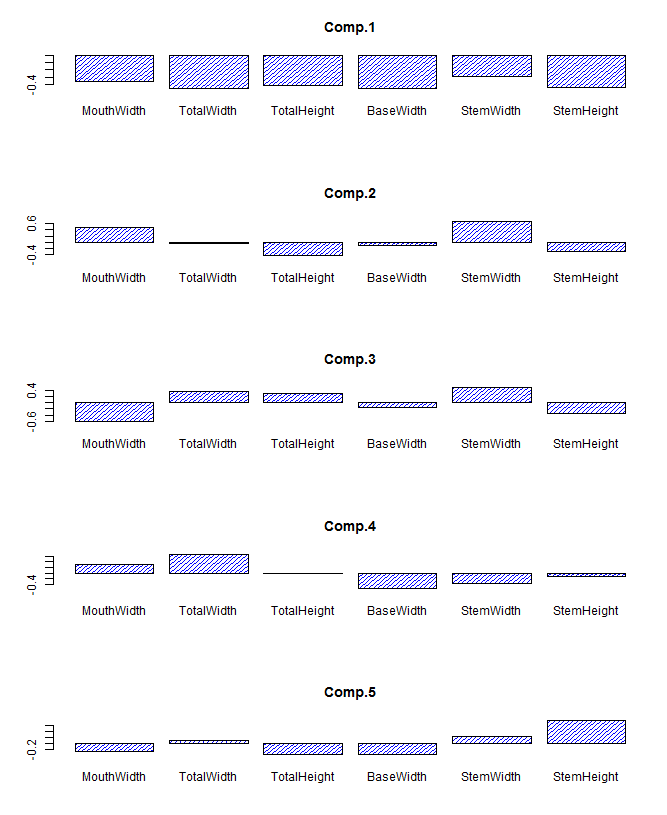 Comp.1
-0.4
MouthWidth TotalWidth TotalHeight BaseWidth StemWidth StemHeight
Comp.2
0.6
-0.4
MouthWidth TotalWidth TotalHeight BaseWidth StemWidth StemHeight
Comp.3
0.4
-0.6
MouthWidth TotalWidth TotalHeight BaseWidth StemWidth StemHeight
Comp.4
-0.4
MouthWidth TotalWidth TotalHeight BaseWidth StemWidth StemHeight
Comp.5
-0.2
MouthWidth TotalWidth TotalHeight BaseWidth StemWidth StemHeight